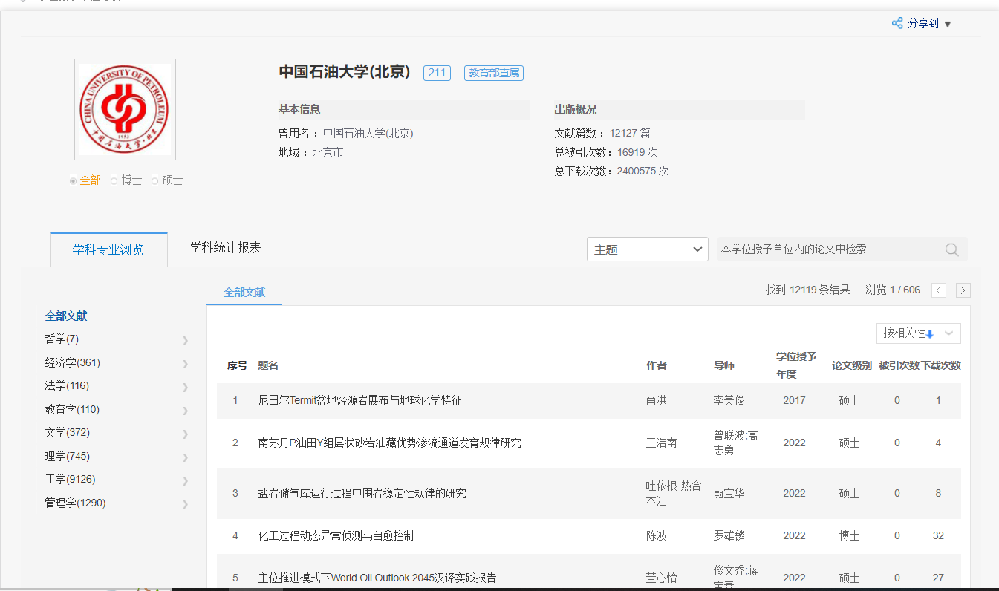 分享到 ▼
CHINA UNIVERSITY OF PETROLEUM
1953
中国石油大学·北京
中国石油大学(北京) 211 教育部直属
基本信息
曾用名 ： 中国石油大学(北京)
地域 ： 北京市
出版概况
文献篇数 ： 12127 篇
总被引次数： 16919 次
总下载次数： 2400575 次
全部 博士 硕士
学科专业浏览 学科统计报表
主题 本学位授予单位内的论文中检索
全部文献
哲学(7)
经济学(361)
法学(116)
教育学(110)
文学(372)
理学(745)
工学(9126)
管理学(1290)
全部文献 找到 12119 条结果 浏览 1 / 606
按相关性
序号 题名 作者 导师 学位授予年度 论文级别 被引次数 下载次数
1 尼日尔Termit盆地烃源岩展布与地球化学特征 肖洪 李美俊 2017 硕士 0 1
2 南苏丹P油田Y组层状砂岩油藏优势渗流通道发育规律研究 王浩南 曾联波;高志勇 2022 硕士 0 4
3 盐岩储气库运行过程中围岩稳定性规律的研究 吐依根·热合木江 蔚宝华 2022 硕士 0 8
4 化工过程动态异常侦测与自愈控制 陈波 罗雄麟 2022 博士 0 32
5 主位推进模式下World Oil Outlook 2045汉译实践报告 董心怡 修文乔;蒋宝春 2022 硕士 0 27